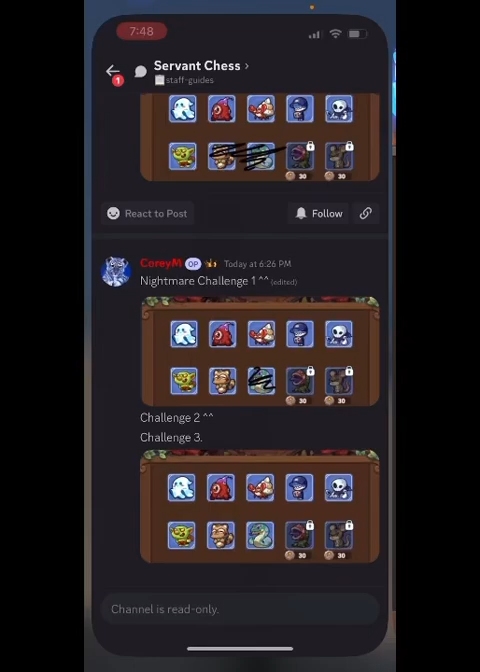 7:48
1
Servant Chess ›
staff-guides
30
30
React to Post
Follow
CoreyM OP Today at 6:26 PM
Nightmare Challenge 1 ^^ (edited)
30
30
Challenge 2 ^^
Challenge 3.
30
30
Channel is read-only.